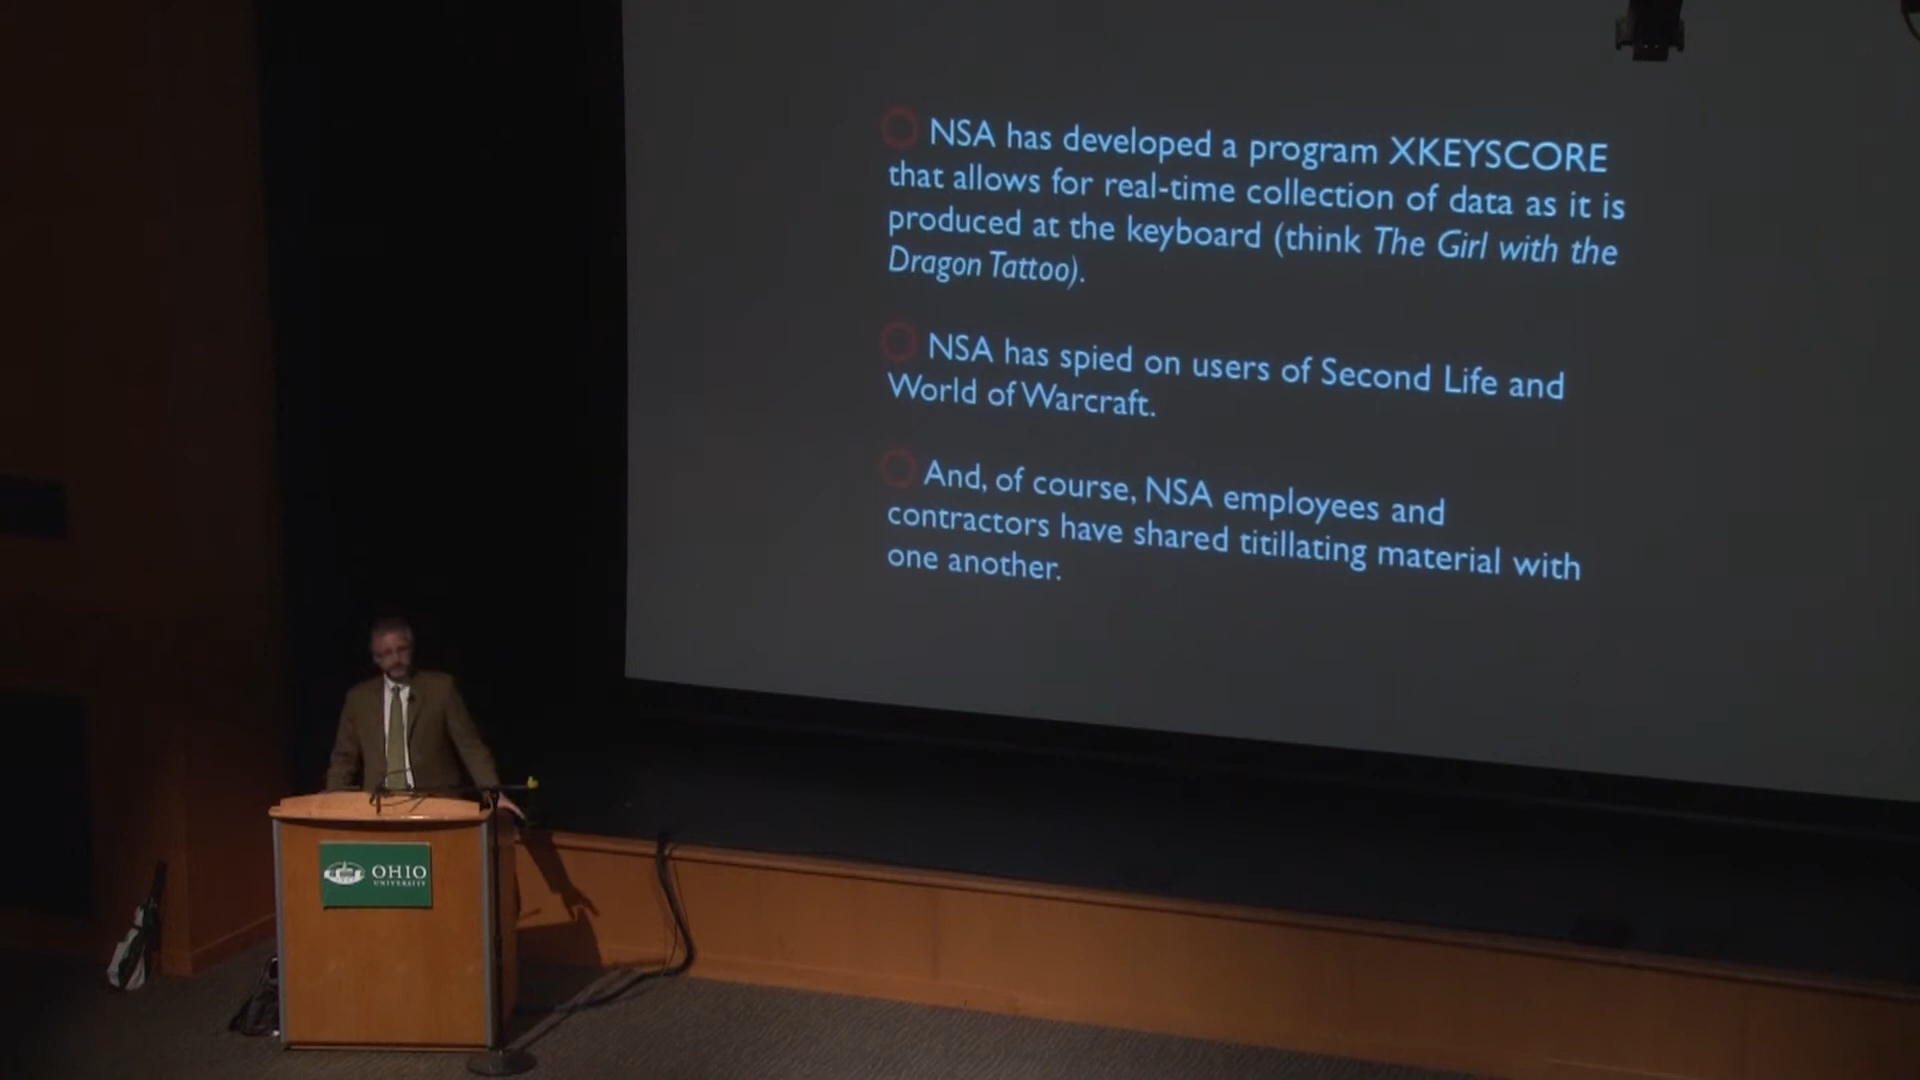 NSA has developed a program XKEYSCORE
that allows for real-time collection of data as it is
produced at the keyboard (think The Girl with the
Dragon Tattoo).
NSA has spied on users of Second Life and
World of Warcraft.
And, of course, NSA employees and
contractors have shared titillating material with
one another.
OHIO
UNIVERSITY